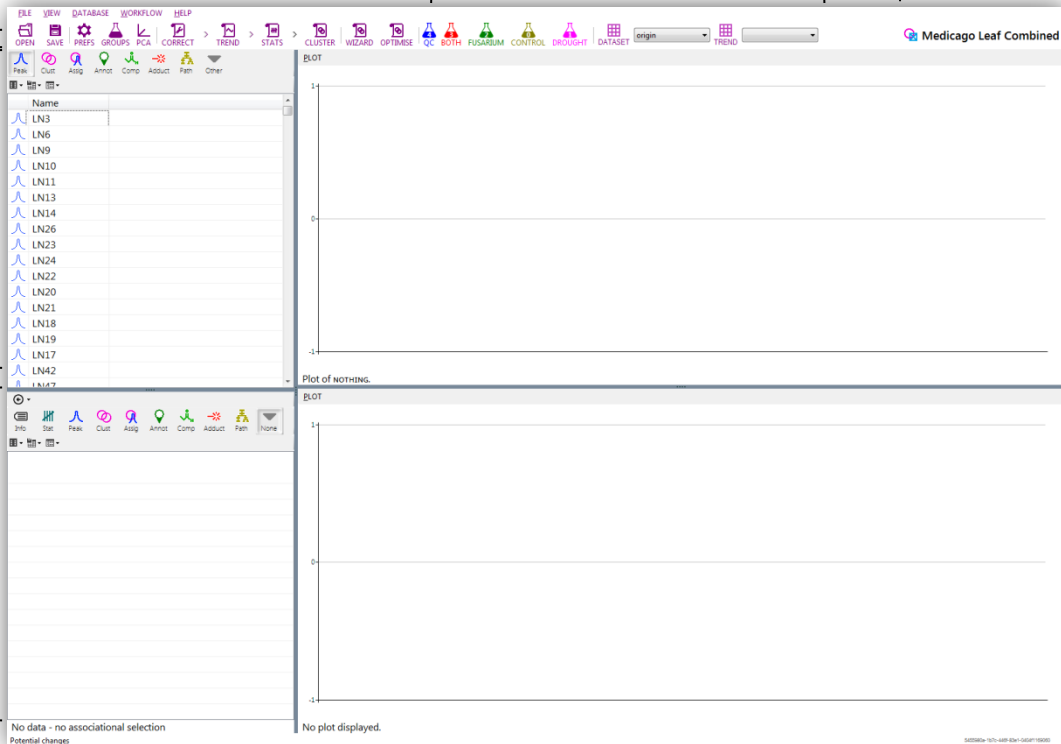 FILE VIEW DATABASE WORKFLOW HELP
OPEN SAVE PREFS GROUPS PCA CORRECT > TREND > STATS > CLUSTER WIZARD OPTIMISE QC BOTH FUSARIUM CONTROL DROUGHT DATASET origin TREND Medicago Leaf Combined
Peak Clust Assig Annot Comp Adduct Path Other
PLOT
Name
LN3
LN6
LN9
LN10
LN11
LN13
LN14
LN26
LN23
LN24
LN22
LN20
LN21
LN18
LN19
LN17
LN42
LN47
1
0
-1
Plot of NOTHING.
Info Stat Peak Clust Assig Annot Comp Adduct Path None
PLOT
1
0
-1
No data - no associational selection
No plot displayed.
Potential changes